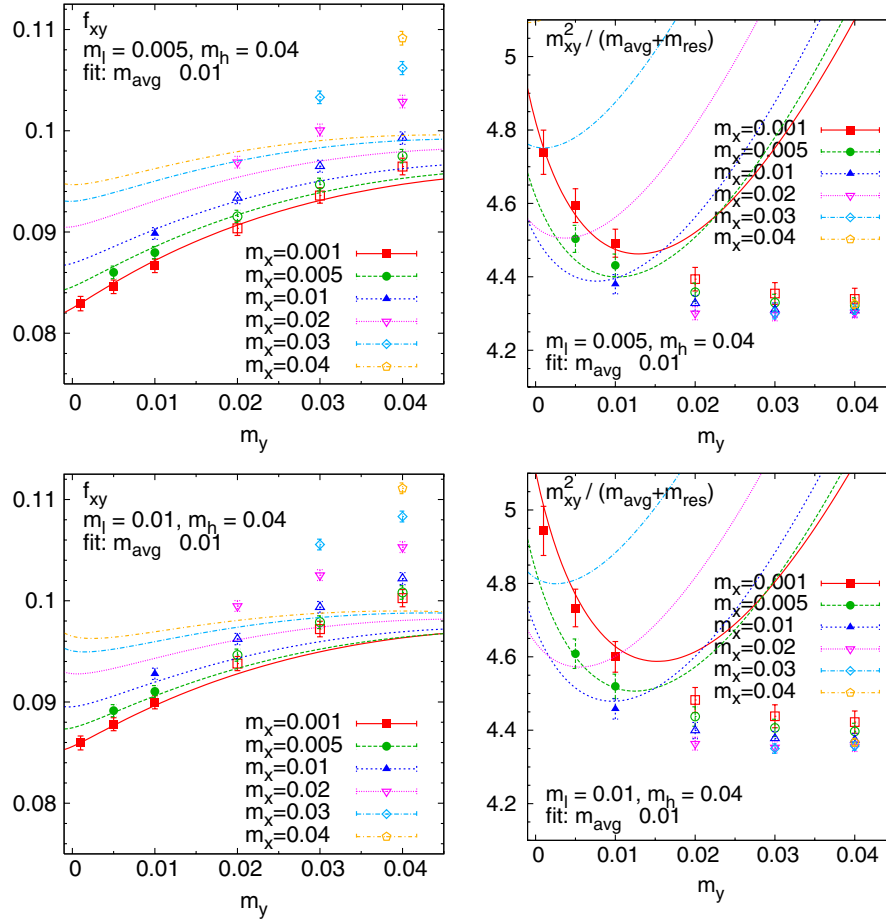 f_xy
m_l = 0.005, m_h = 0.04
fit: m_avg 0.01
0.11
0.1
0.09
0.08
m_x=0.001
m_x=0.005
m_x=0.01
m_x=0.02
m_x=0.03
m_x=0.04
0 0.01 0.02 0.03 0.04
m_y
m_xy^2 / (m_avg+m_res)
5
4.8
4.6
4.4
4.2
m_x=0.001
m_x=0.005
m_x=0.01
m_x=0.02
m_x=0.03
m_x=0.04
m_l = 0.005, m_h = 0.04
fit: m_avg 0.01
0 0.01 0.02 0.03 0.04
m_y
f_xy
m_l = 0.01, m_h = 0.04
fit: m_avg 0.01
0.11
0.1
0.09
0.08
m_x=0.001
m_x=0.005
m_x=0.01
m_x=0.02
m_x=0.03
m_x=0.04
0 0.01 0.02 0.03 0.04
m_y
m_xy^2 / (m_avg+m_res)
5
4.8
4.6
4.4
4.2
m_x=0.001
m_x=0.005
m_x=0.01
m_x=0.02
m_x=0.03
m_x=0.04
m_l = 0.01, m_h = 0.04
fit: m_avg 0.01
0 0.01 0.02 0.03 0.04
m_y